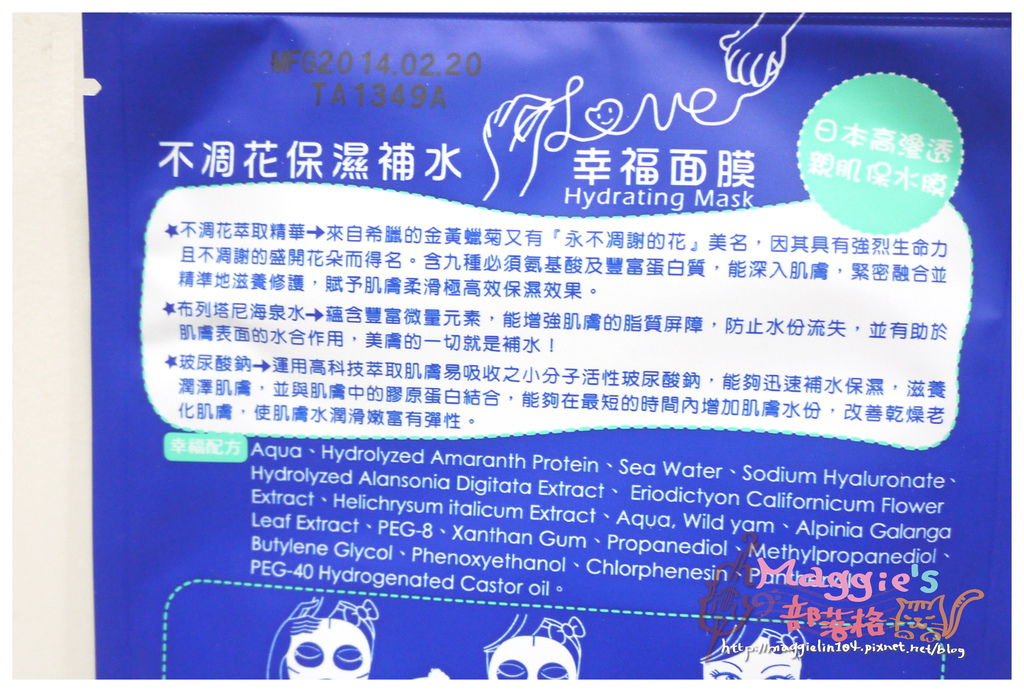 MFG2014.02.20
TA1349A
Love
不凋花保濕補水
幸福面膜
Hydrating Mask
日本高滲透
親肌保水膜
★不凋花萃取精華→來自希臘的金黃蠟菊又有『永不凋謝的花』美名，因其具有強烈生命力
且不凋謝的盛開花朵而得名。含九種必須氨基酸及豐富蛋白質，能深入肌膚，緊密融合並
精準地滋養修護，賦予肌膚柔滑極高效保濕效果。
★布列塔尼海泉水→蘊含豐富微量元素，能增強肌膚的脂質屏障，防止水份流失，並有助於
肌膚表面的水合作用，美膚的一切就是補水！
★玻尿酸鈉→運用高科技萃取肌膚易吸收之小分子活性玻尿酸鈉，能夠迅速補水保濕，滋養
潤澤肌膚，並與肌膚中的膠原蛋白結合，能夠在最短的時間內增加肌膚水份，改善乾燥老
化肌膚，使肌膚水潤滑嫩富有彈性。
幸福配方
Aqua、Hydrolyzed Amaranth Protein、Sea Water、Sodium Hyaluronate、
Hydrolyzed Alansonia Digitata Extract、Eriodictyon Californicum Flower
Extract、Helichrysum italicum Extract、Aqua, Wild yam、Alpinia Galanga
Leaf Extract、PEG-8、Xanthan Gum、Propanediol、Methylpropanediol、
Butylene Glycol、Phenoxyethanol、Chlorphenesin、
PEG-40 Hydrogenated Castor oil。
Maggie's
部落格
http://maggielin104.pixnet.net/blog